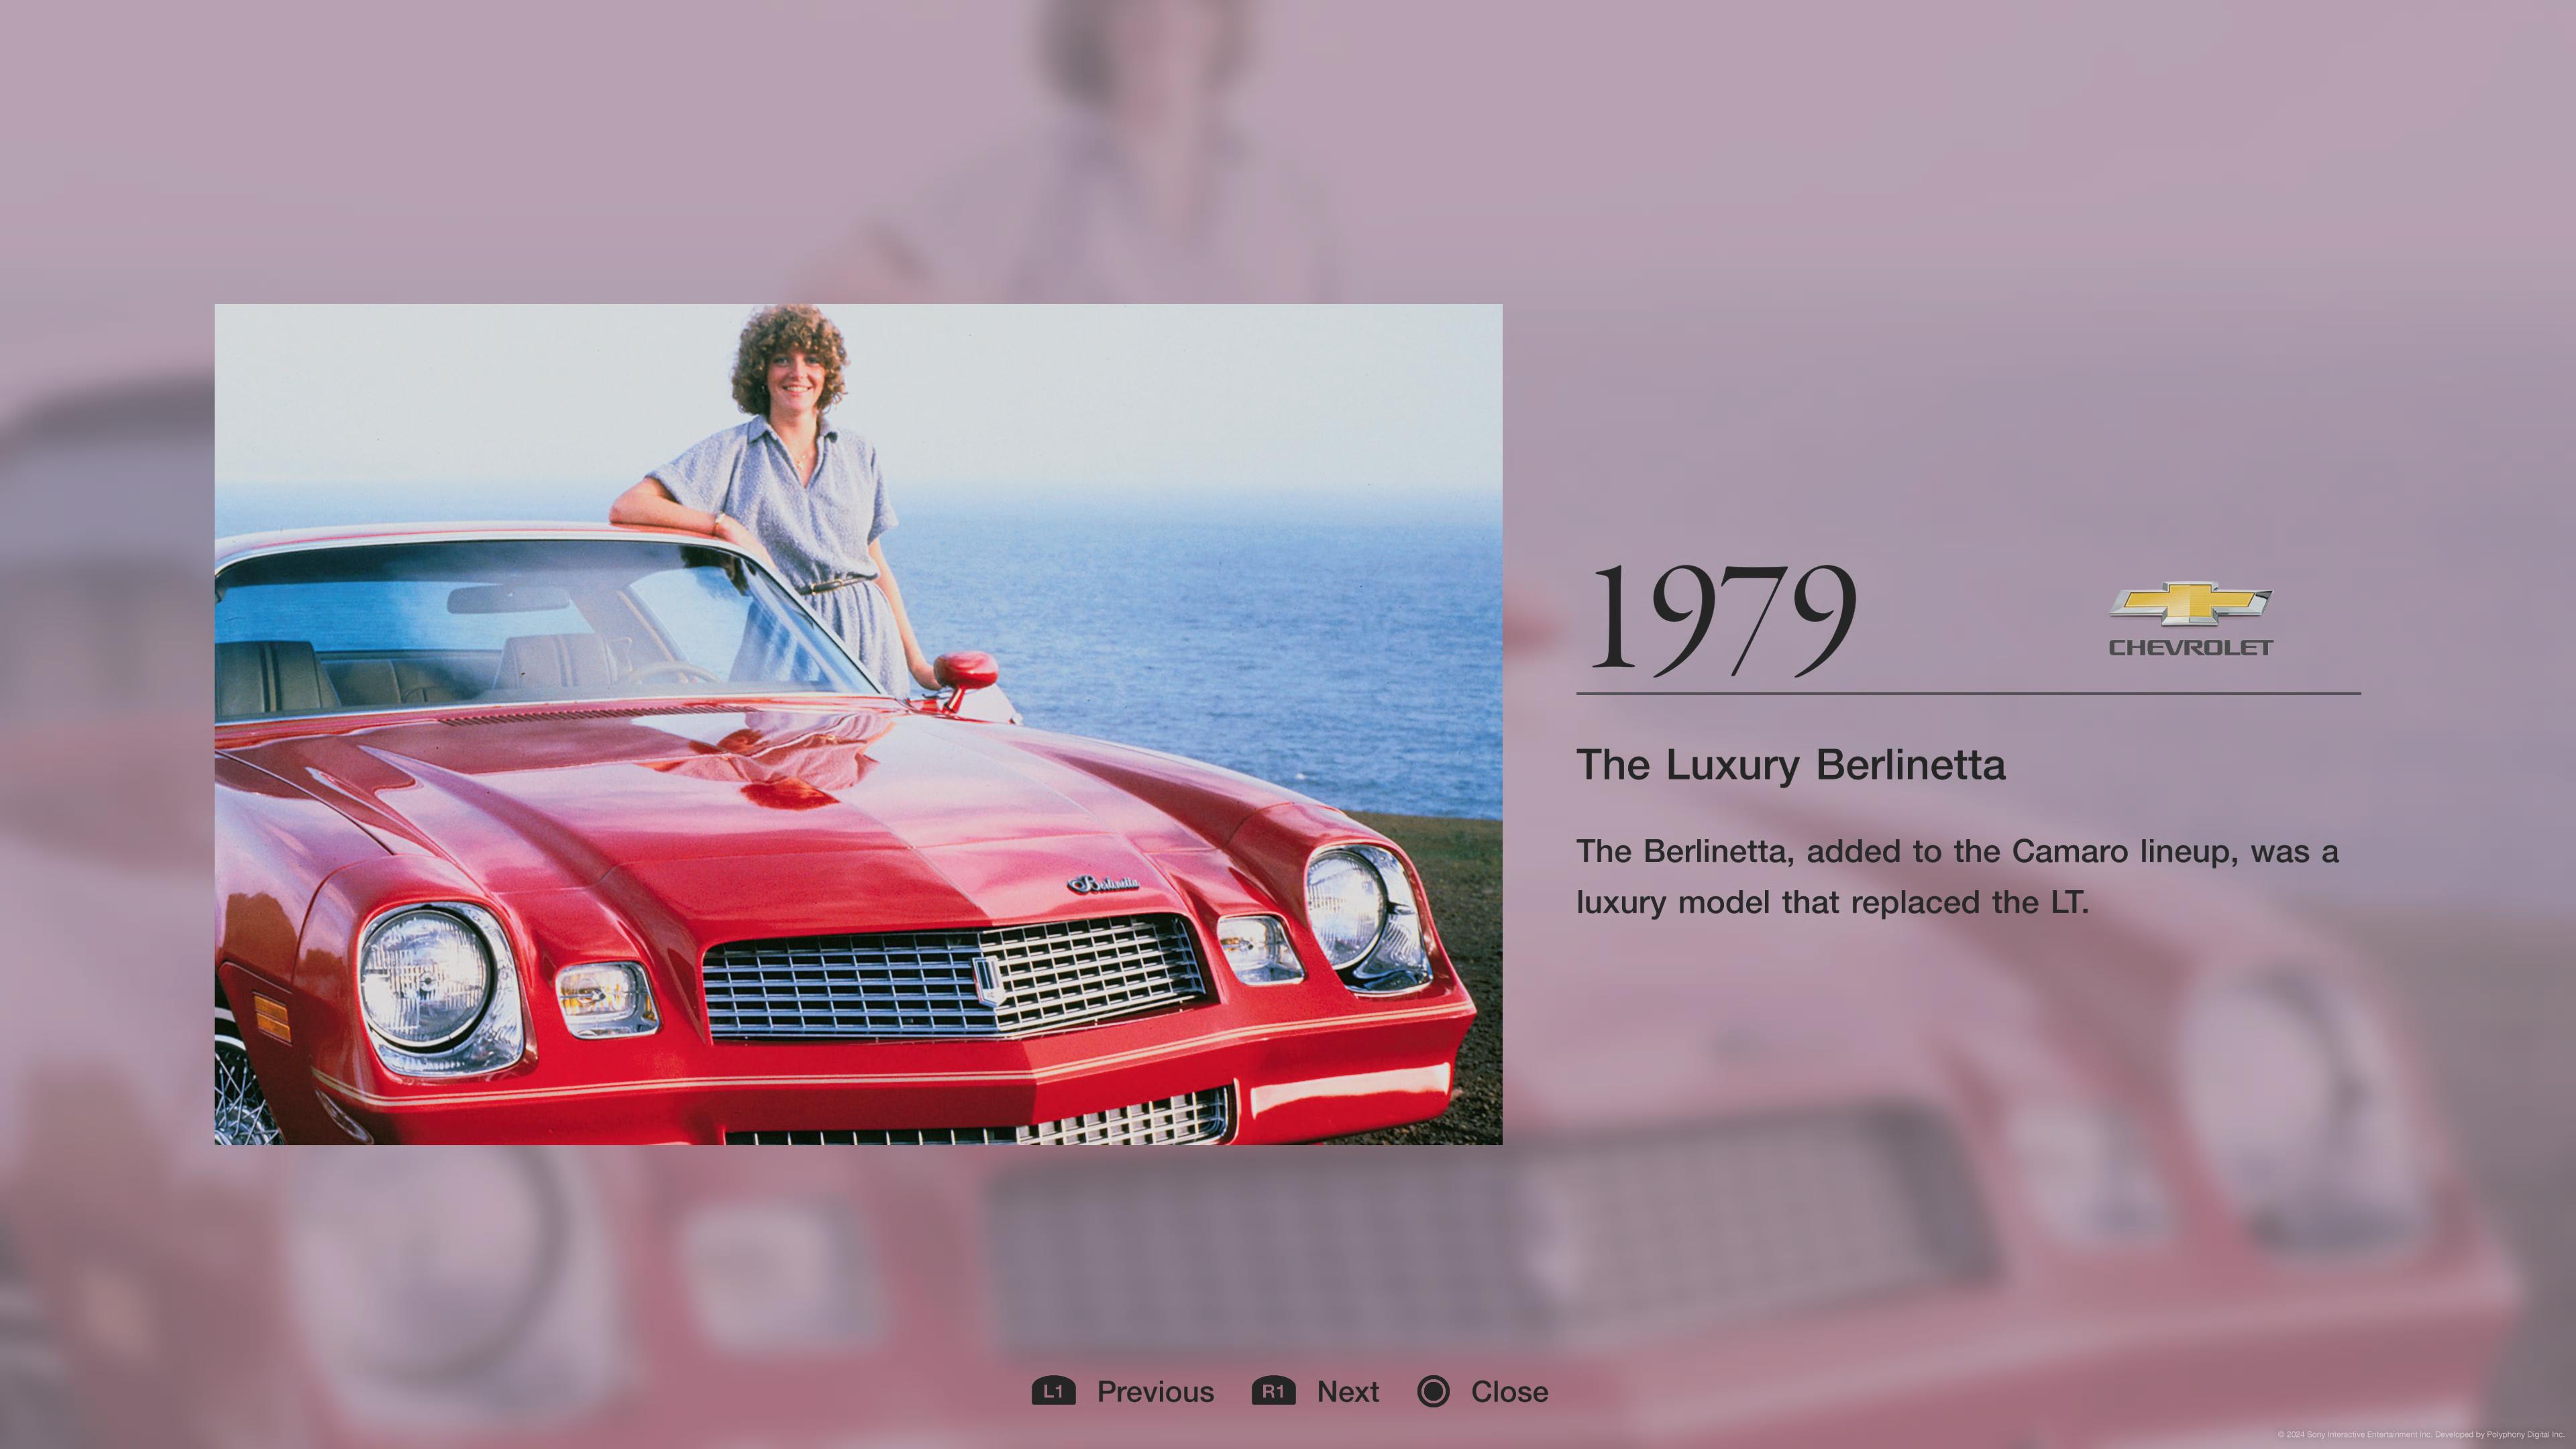 Berlinetta
1979
CHEVROLET
The Luxury Berlinetta
The Berlinetta, added to the Camaro lineup, was a
luxury model that replaced the LT.
L1 Previous R1 Next Close
© 2024 Sony Interactive Entertainment Inc. Developed by Polyphony Digital Inc.